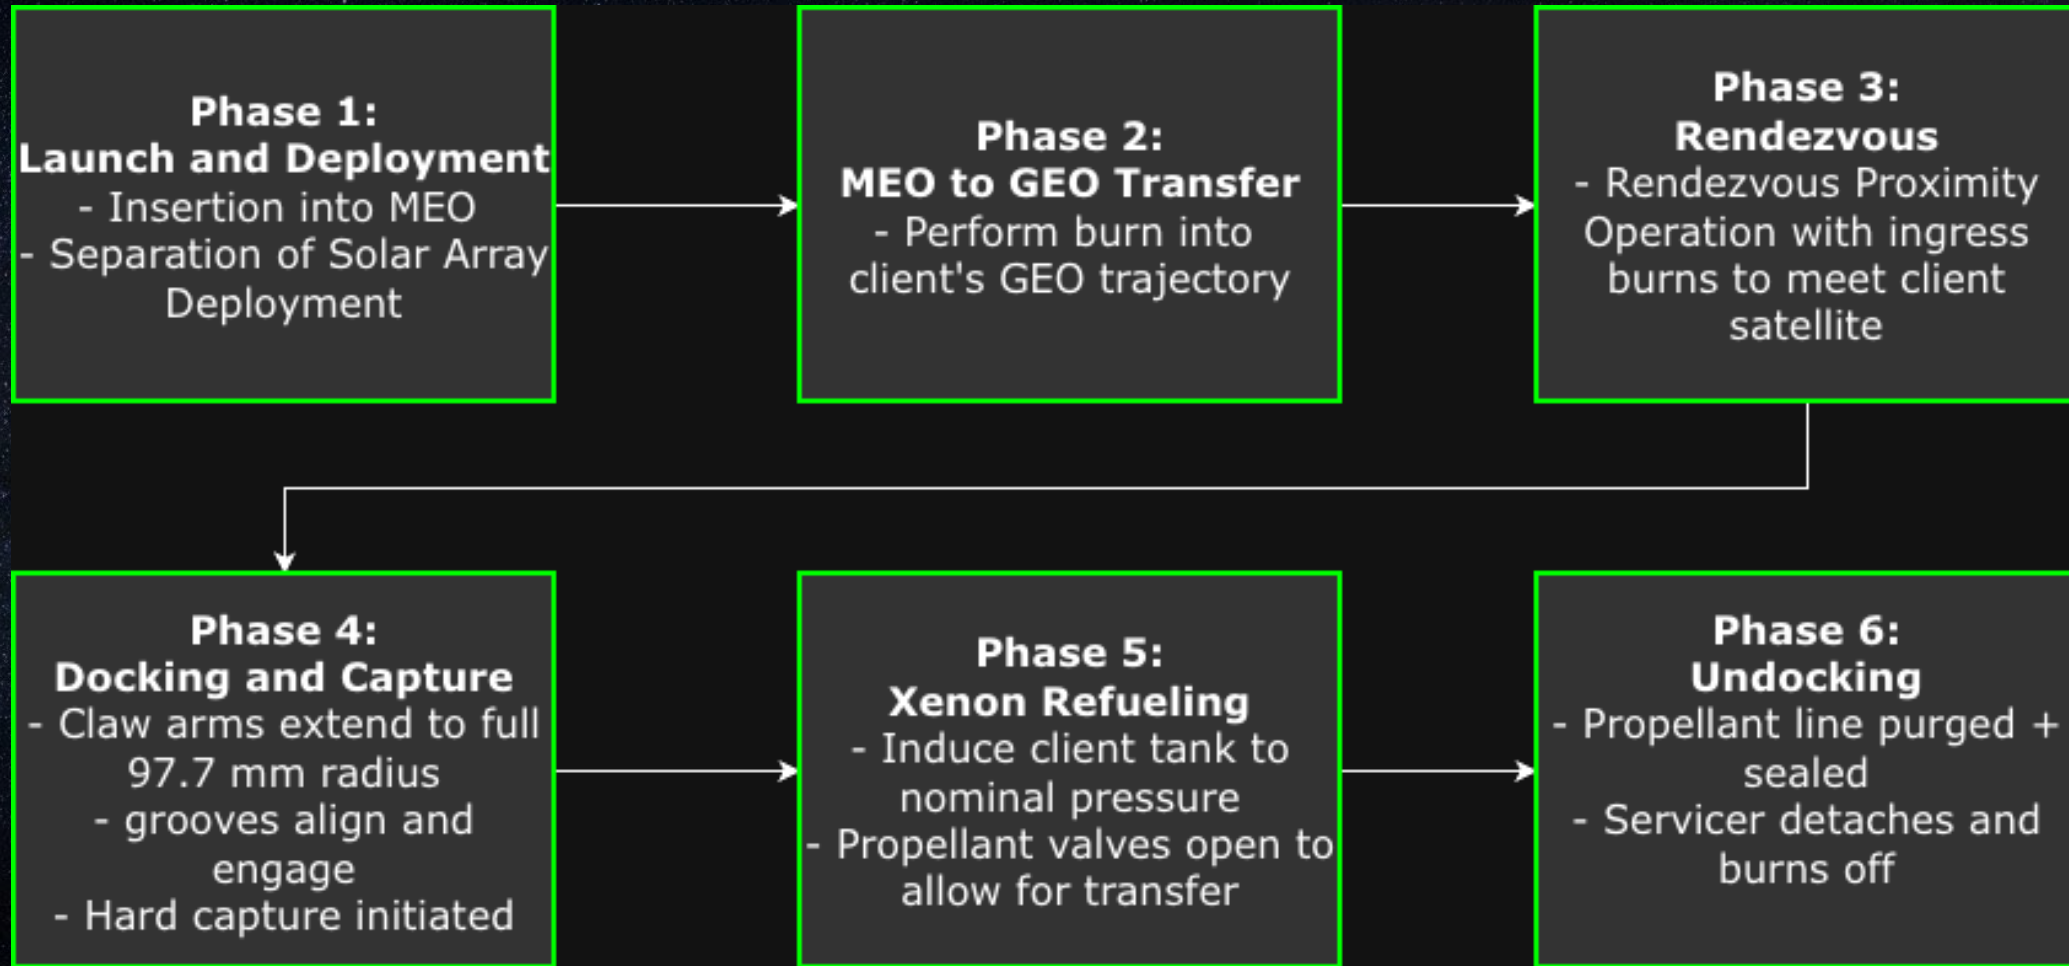 Phase 1:
Launch and Deployment
- Insertion into MEO
- Separation of Solar Array
Deployment
Phase 2:
MEO to GEO Transfer
- Perform burn into
client's GEO trajectory
Phase 3:
Rendezvous
- Rendezvous Proximity
Operation with ingress
burns to meet client
satellite
Phase 4:
Docking and Capture
- Claw arms extend to full
97.7 mm radius
- grooves align and
engage
- Hard capture initiated
Phase 5:
Xenon Refueling
- Induce client tank to
nominal pressure
- Propellant valves open to
allow for transfer
Phase 6:
Undocking
- Propellant line purged +
sealed
- Servicer detaches and
burns off